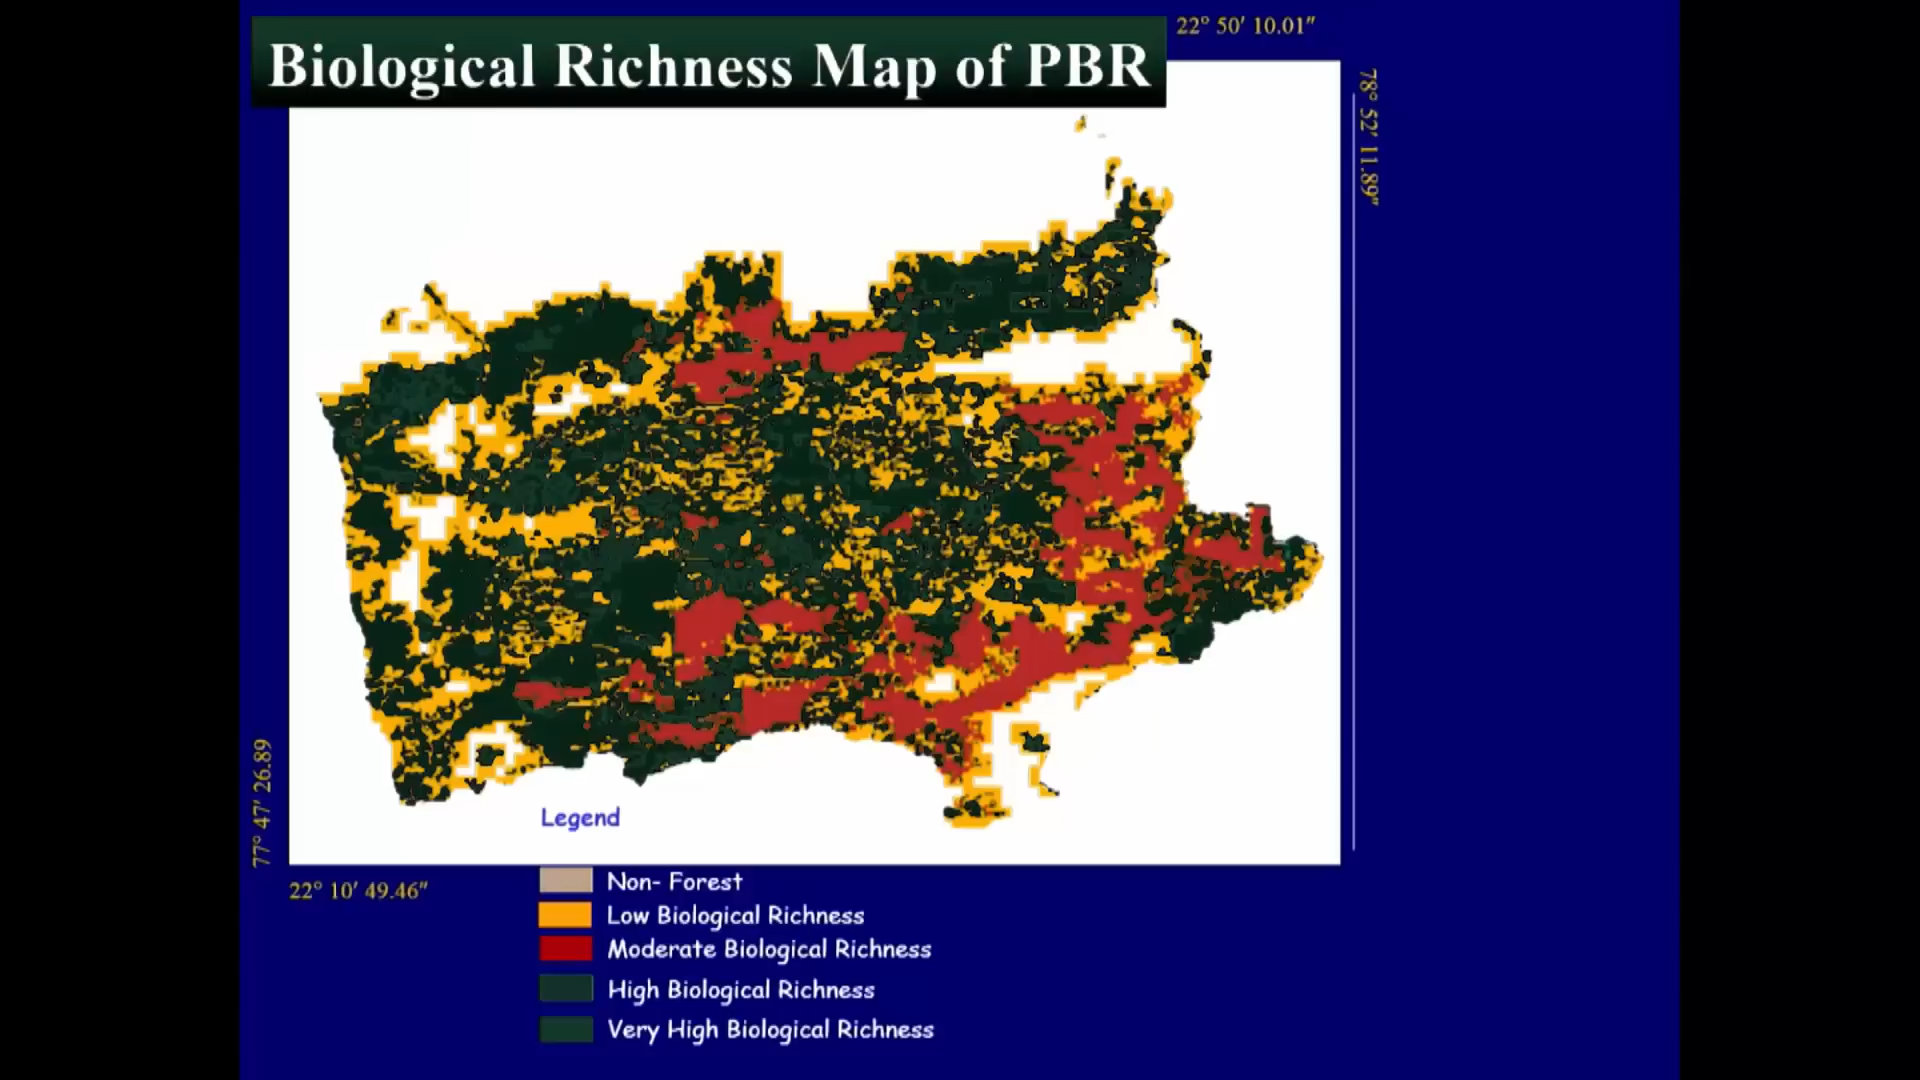 Biological Richness Map of PBR
22° 50′ 10.01″
78° 52′ 11.89″
77° 47′ 26.89
22° 10′ 49.46″
Legend
Non- Forest
Low Biological Richness
Moderate Biological Richness
High Biological Richness
Very High Biological Richness